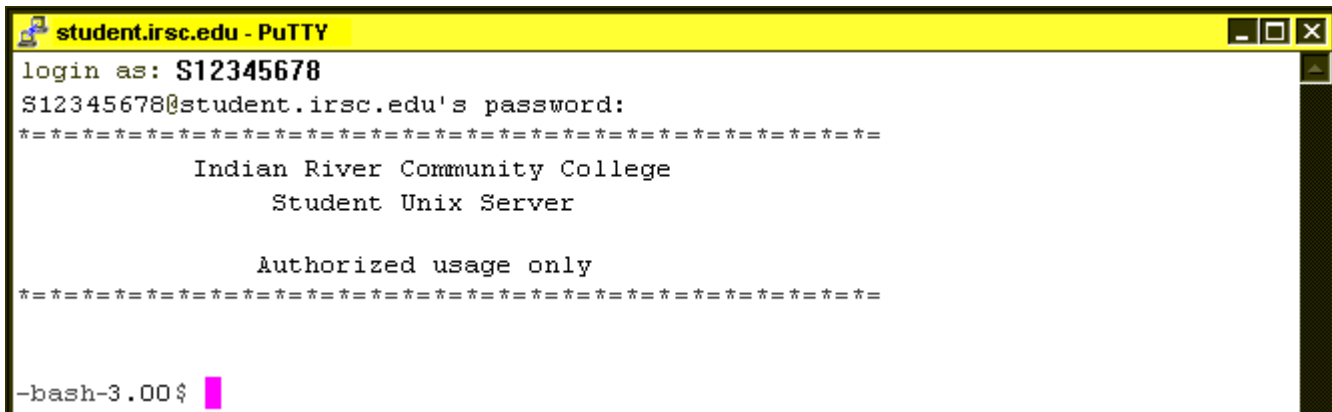 student.irsc.edu - PuTTY
login as: S12345678
S12345678@student.irsc.edu's password:
*=*=*=*=*=*=*=*=*=*=*=*=*=*=*=*=*=*=*=*=*=*=*=*=*=*=*=
Indian River Community College
Student Unix Server
Authorized usage only
*=*=*=*=*=*=*=*=*=*=*=*=*=*=*=*=*=*=*=*=*=*=*=*=*=*=*=
-bash-3.00$